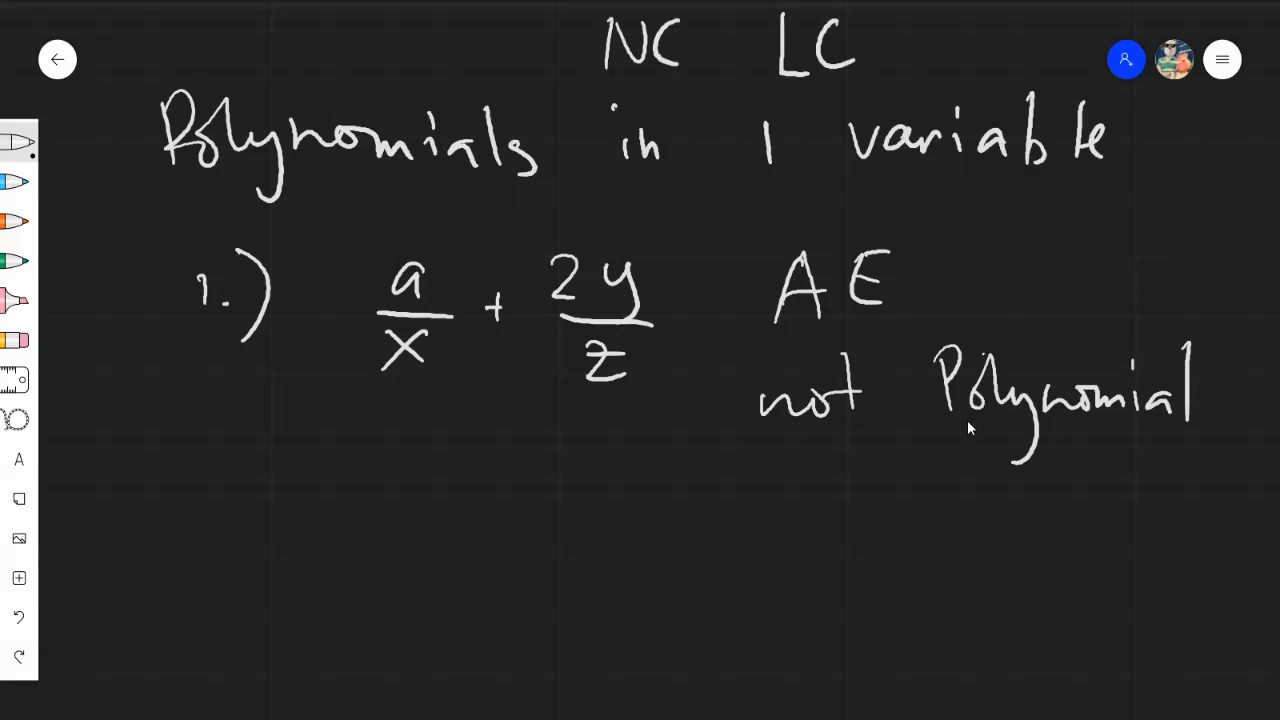 NC LC
Polynomials in 1 variable
1.) a/x + 2y/z AE
not Polynomial
A